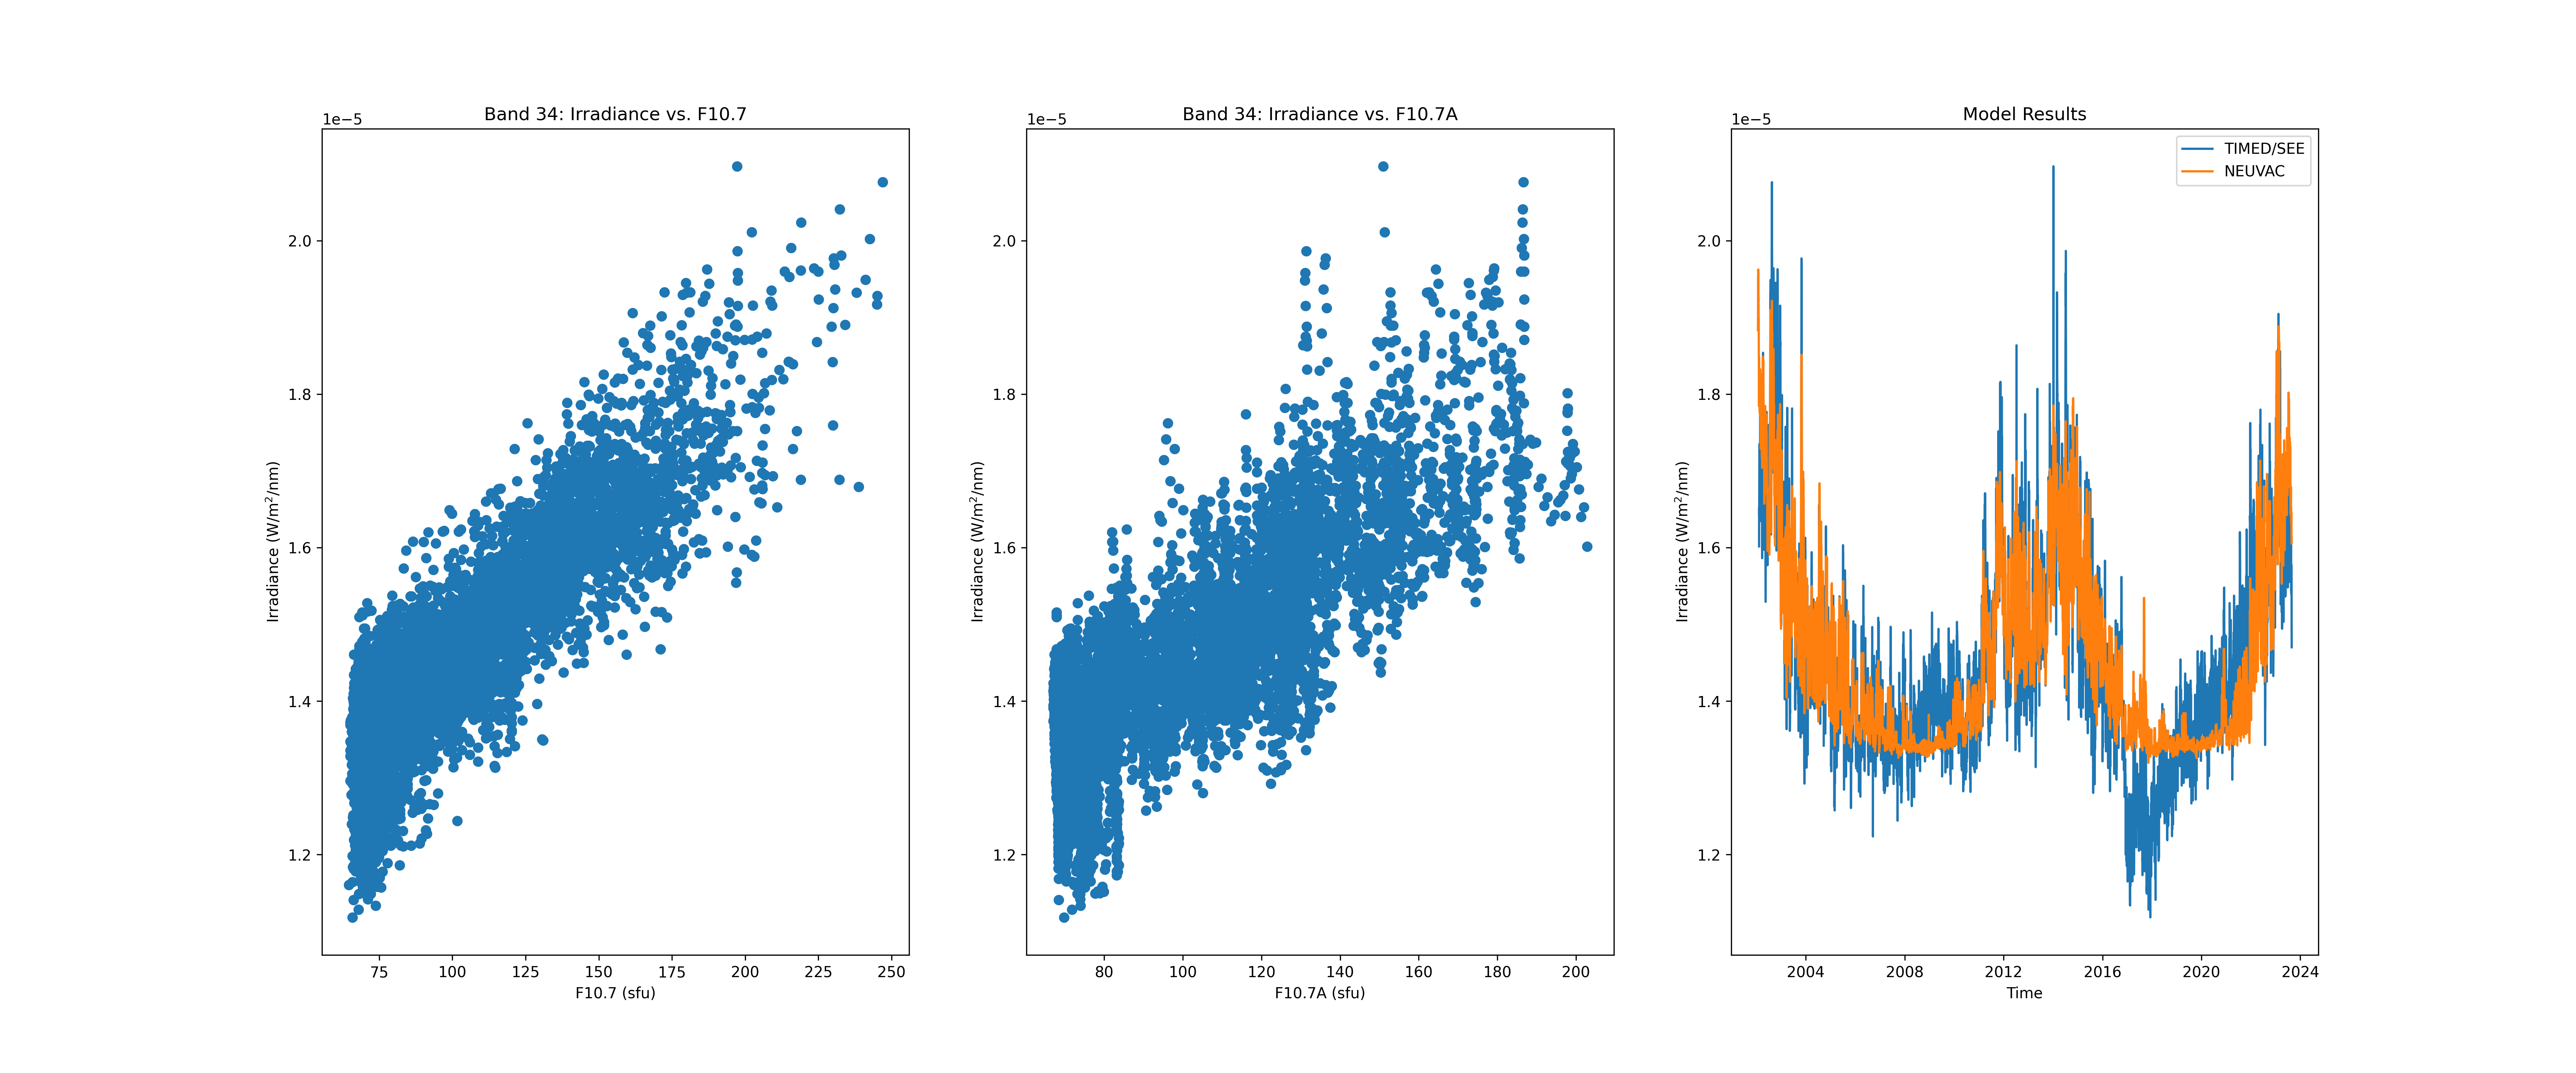 Band 34: Irradiance vs. F10.7
1e−5
2.0
1.8
1.6
1.4
1.2
Irradiance (W/m²/nm)
75 100 125 150 175 200 225 250
F10.7 (sfu)
Band 34: Irradiance vs. F10.7A
1e−5
2.0
1.8
1.6
1.4
1.2
Irradiance (W/m²/nm)
80 100 120 140 160 180 200
F10.7A (sfu)
Model Results
1e−5
TIMED/SEE
NEUVAC
2.0
1.8
1.6
1.4
1.2
Irradiance (W/m²/nm)
2004 2008 2012 2016 2020 2024
Time